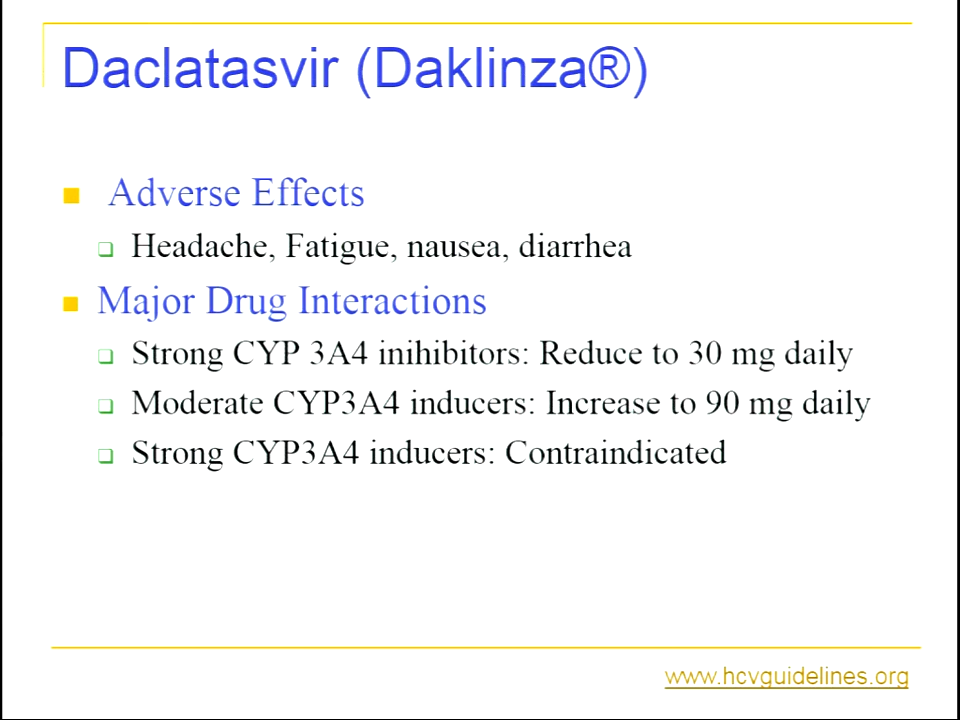 Daclatasvir (Daklinza®)
Adverse Effects
Headache, Fatigue, nausea, diarrhea
Major Drug Interactions
Strong CYP 3A4 inihibitors: Reduce to 30 mg daily
Moderate CYP3A4 inducers: Increase to 90 mg daily
Strong CYP3A4 inducers: Contraindicated
www.hcvguidelines.org